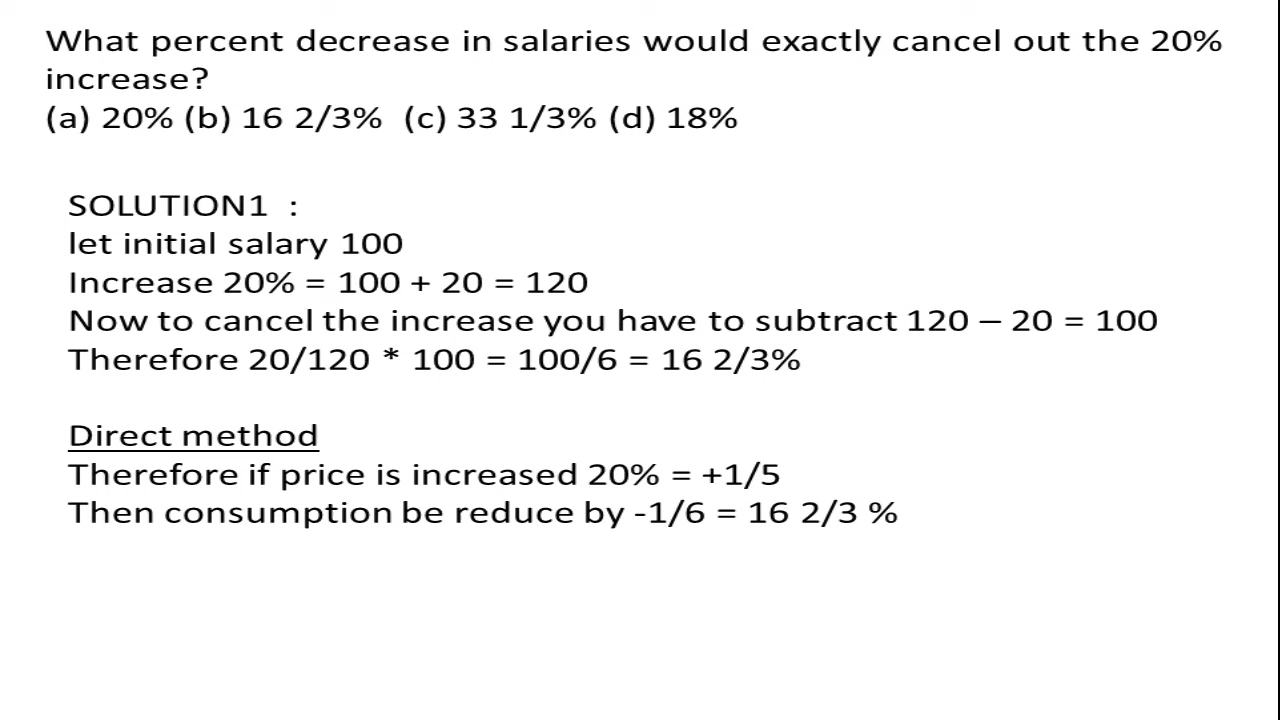 What percent decrease in salaries would exactly cancel out the 20%
increase?
(a) 20% (b) 16 2/3% (c) 33 1/3% (d) 18%
SOLUTION1 :
let initial salary 100
Increase 20% = 100 + 20 = 120
Now to cancel the increase you have to subtract 120 – 20 = 100
Therefore 20/120 * 100 = 100/6 = 16 2/3%
Direct method
Therefore if price is increased 20% = +1/5
Then consumption be reduce by -1/6 = 16 2/3 %